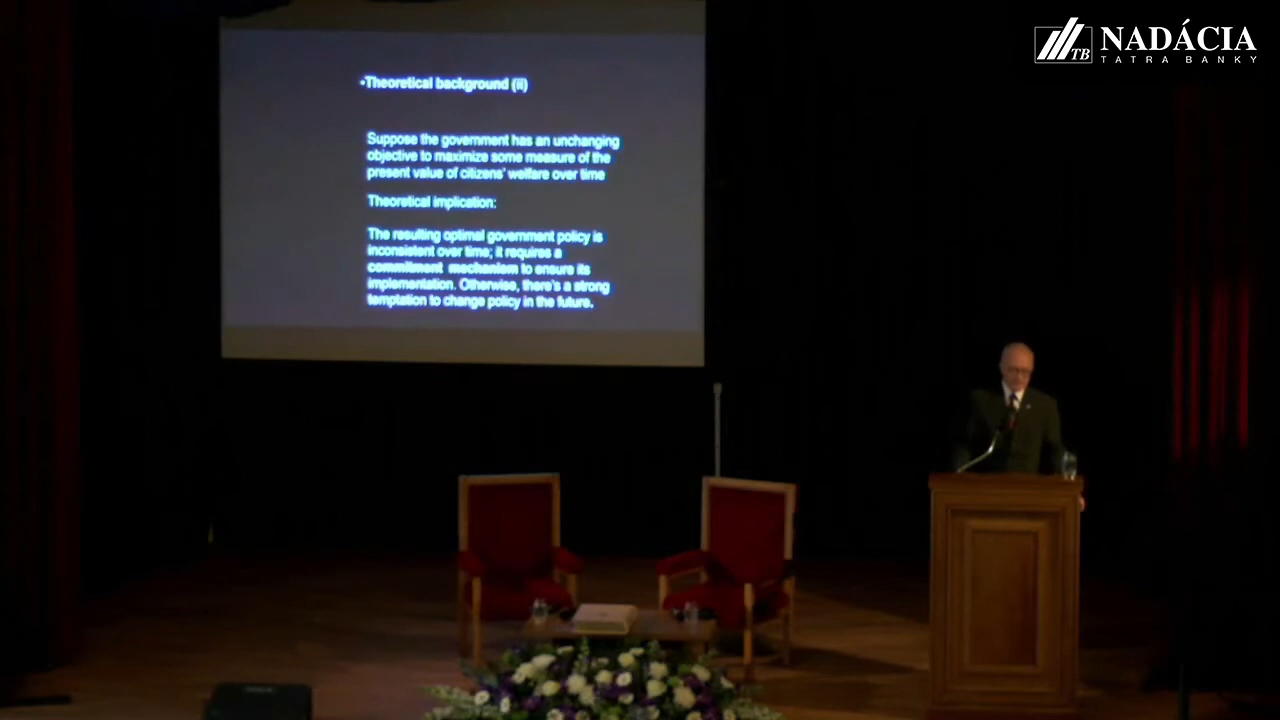 TB NADÁCIA
TATRA BANKY
•Theoretical background (ii)
Suppose the government has an unchanging
objective to maximize some measure of the
present value of citizens' welfare over time
Theoretical implication:
The resulting optimal government policy is
inconsistent over time; it requires a
commitment mechanism to ensure its
implementation. Otherwise, there's a strong
temptation to change policy in the future.